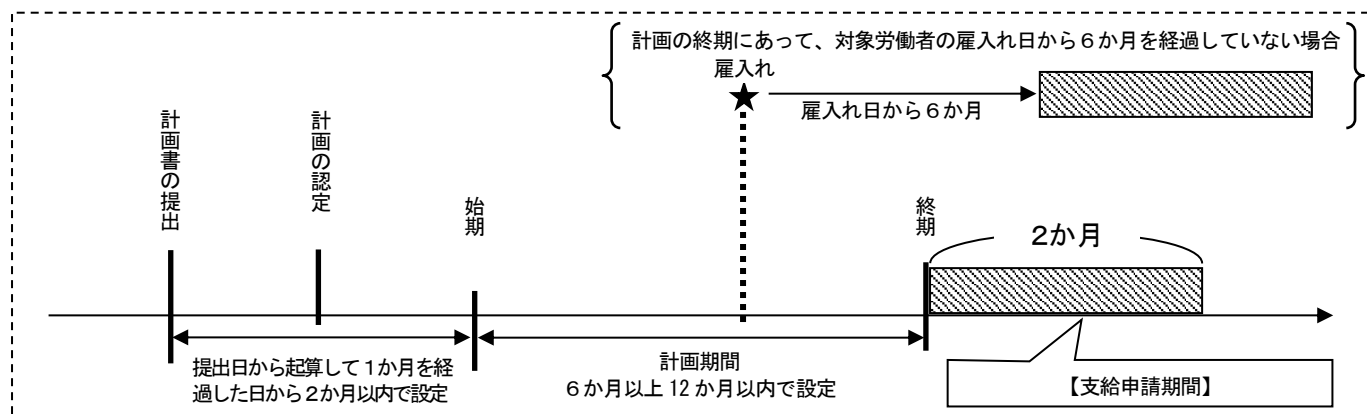 計画の終期にあって、対象労働者の雇入れ日から６か月を経過していない場合
雇入れ
雇入れ日から６か月
計画書の提出
計画の認定
始期
終期
２か月
提出日から起算して１か月を経
過した日から２か月以内で設定
計画期間
６か月以上 12 か月以内で設定
【支給申請期間】